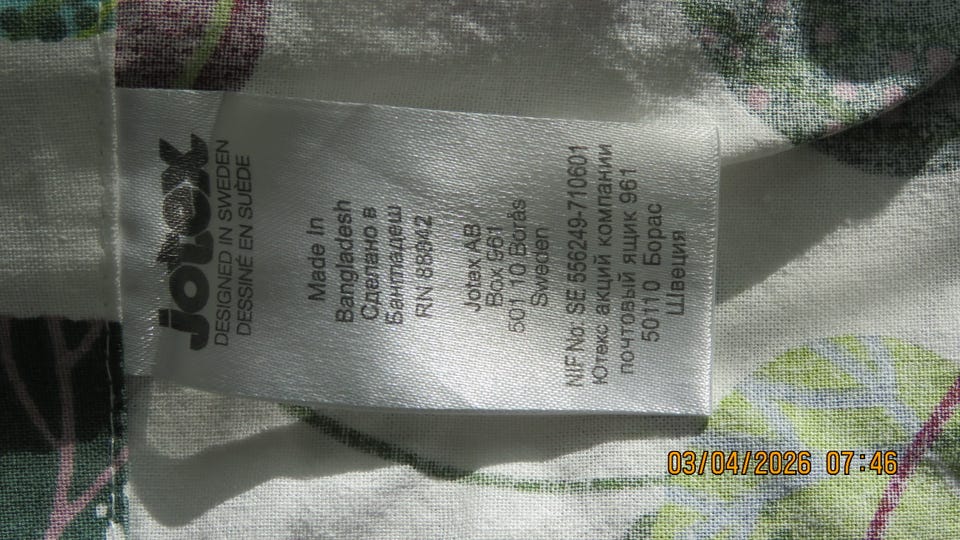 jotex
DESIGNED IN SWEDEN
DESSINÉ EN SUÈDE
Made In
Bangladesh
Сделано в
Бангладеш
RN 88842
Jotex AB
Box 961
501 10 Borås
Sweden
NIF No: SE 556249-710601
Ютекс акций компании
почтовый ящик 961
50110 Борас
Швеция
03/04/2026 07:46